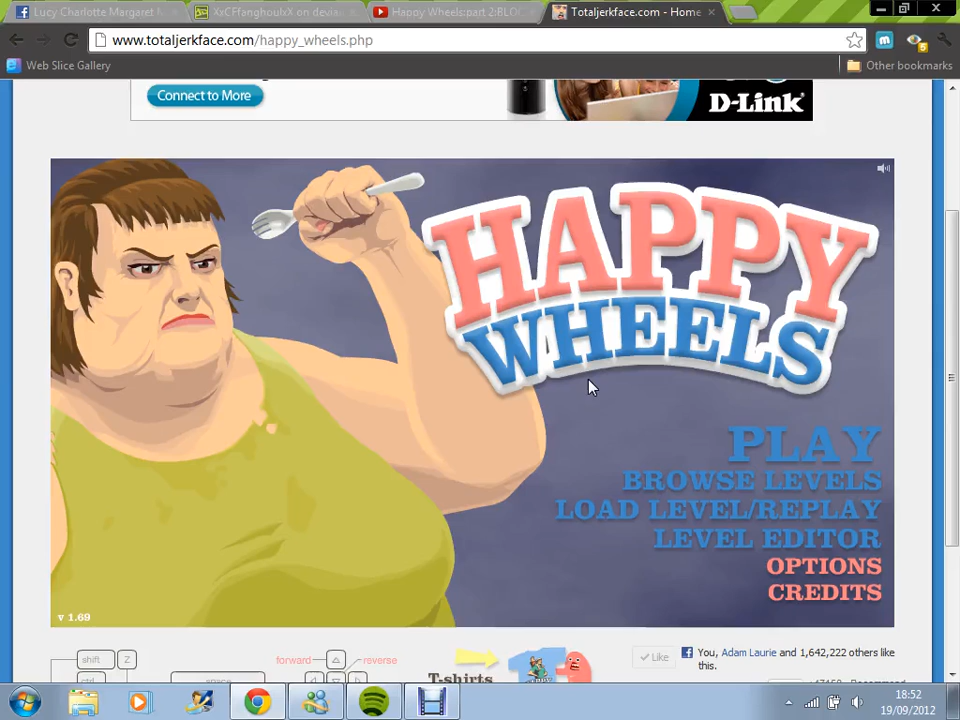 Lucy Charlotte Margaret
XxCFfanghoulxX on devia
Happy Wheels:part 2:BLO
Totaljerkface.com - Home
www.totaljerkface.com/happy_wheels.php
5
Web Slice Gallery
Other bookmarks
Connect to More
D-Link
HAPPY
WHEELS
PLAY
BROWSE LEVELS
LOAD LEVEL/REPLAY
LEVEL EDITOR
OPTIONS
CREDITS
v 1.69
shift
Z
forward
reverse
T-shirts
Like
You, Adam Laurie and 1,642,222 others like
this.
18:52
19/09/2012